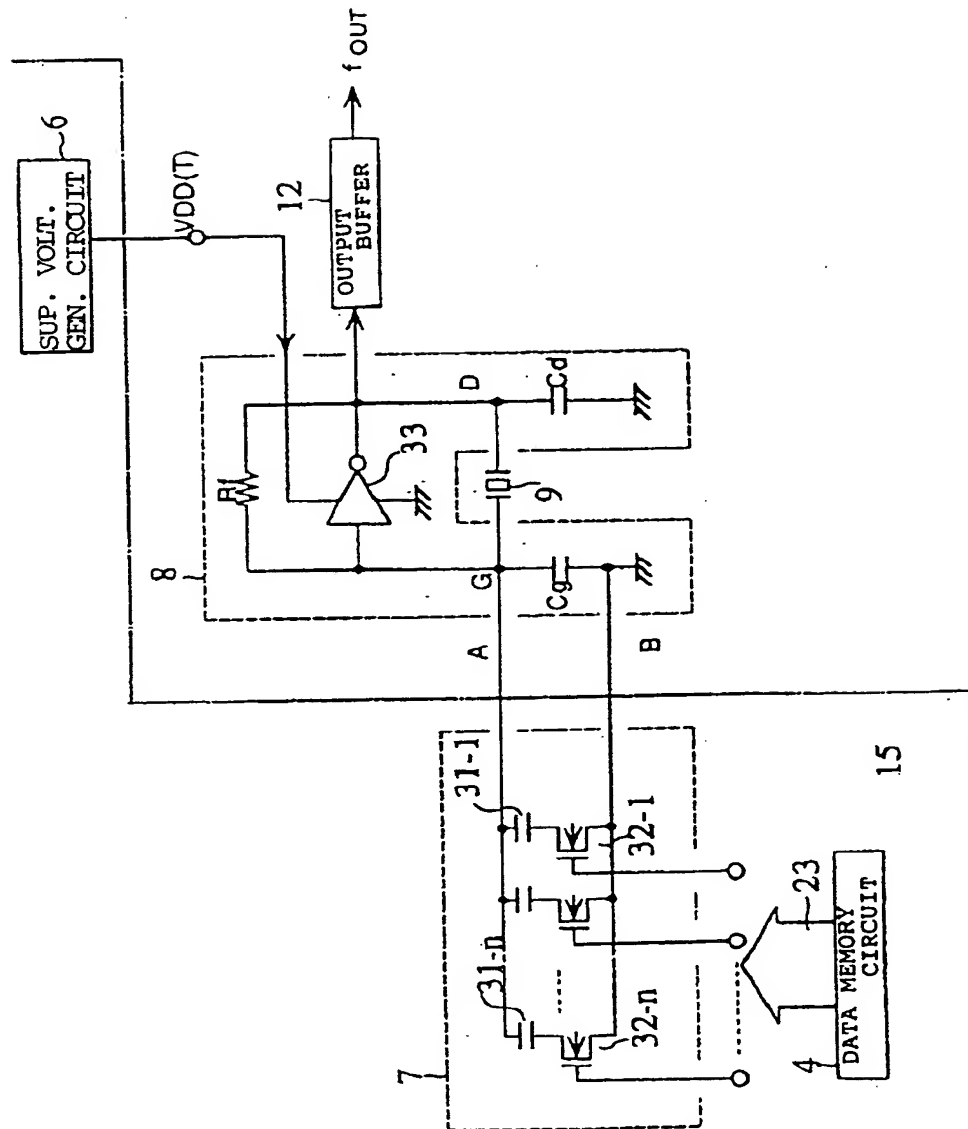 SUP. VOLT.
GEN. CIRCUIT
6
VDD(T)
12
OUTPUT
BUFFER
f OUT
8
Rf
33
D
Cd
9
G
Cg
A
B
7
31-n
31-1
32-n
32-1
15
23
4
DATA MEMORY
CIRCUIT